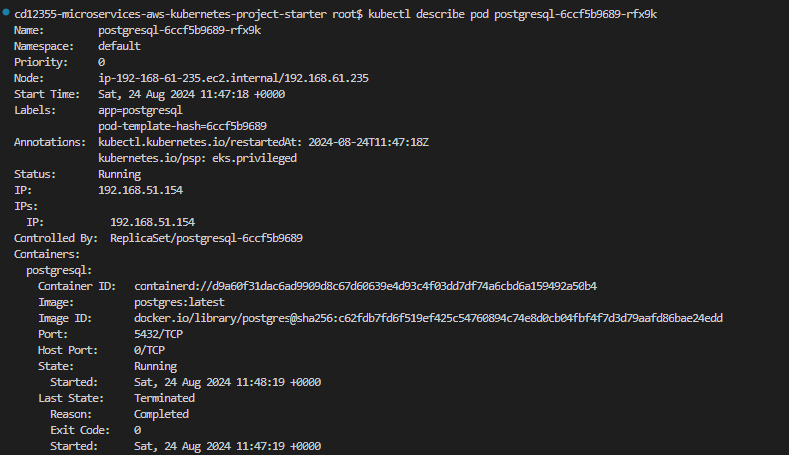 cd12355-microservices-aws-kubernetes-project-starter root$ kubectl describe pod postgresql-6ccf5b9689-rfx9k
Name: postgresql-6ccf5b9689-rfx9k
Namespace: default
Priority: 0
Node: ip-192-168-61-235.ec2.internal/192.168.61.235
Start Time: Sat, 24 Aug 2024 11:47:18 +0000
Labels: app=postgresql
pod-template-hash=6ccf5b9689
Annotations: kubectl.kubernetes.io/restartedAt: 2024-08-24T11:47:18Z
kubernetes.io/psp: eks.privileged
Status: Running
IP: 192.168.51.154
IPs:
IP: 192.168.51.154
Controlled By: ReplicaSet/postgresql-6ccf5b9689
Containers:
postgresql:
Container ID: containerd://d9a60f31dac6ad9909d8c67d60639e4d93c4f03dd7df74a6cbd6a159492a50b4
Image: postgres:latest
Image ID: docker.io/library/postgres@sha256:c62fdb7fd6f519ef425c54760894c74e8d0cb04fbf4f7d3d79aafd86bae24edd
Port: 5432/TCP
Host Port: 0/TCP
State: Running
Started: Sat, 24 Aug 2024 11:48:19 +0000
Last State: Terminated
Reason: Completed
Exit Code: 0
Started: Sat, 24 Aug 2024 11:47:19 +0000